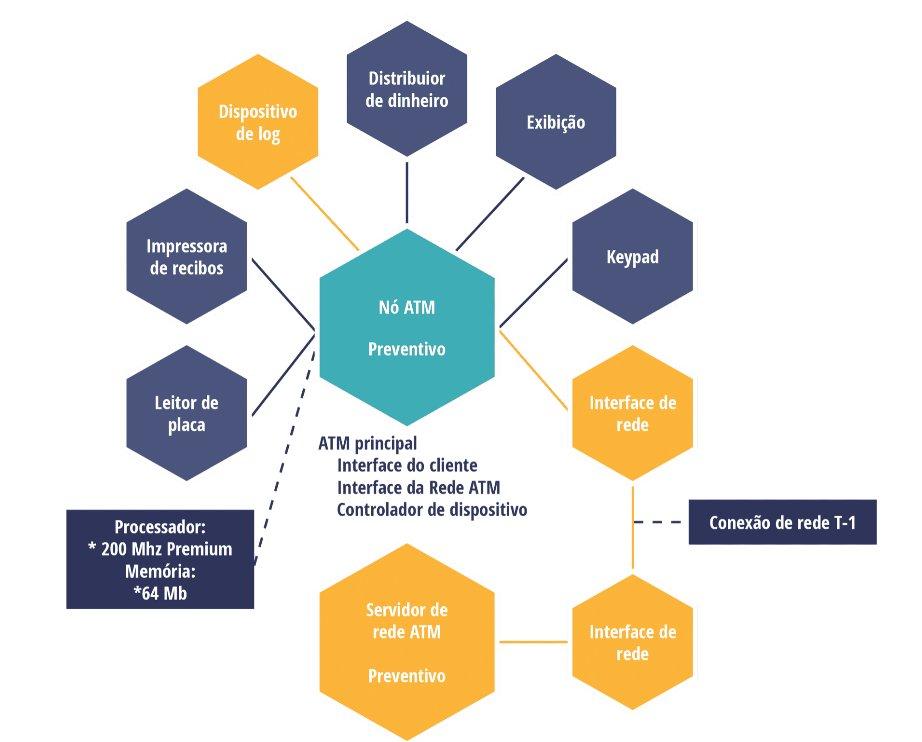 Distribuior
de dinheiro
Dispositivo
de log
Exibição
Impressora
de recibos
Keypad
Nó ATM
Preventivo
Leitor de
placa
Interface de
rede
ATM principal
Interface do cliente
Interface da Rede ATM
Controlador de dispositivo
Processador:
* 200 Mhz Premium
Memória:
*64 Mb
Conexão de rede T-1
Servidor de
rede ATM
Preventivo
Interface de
rede